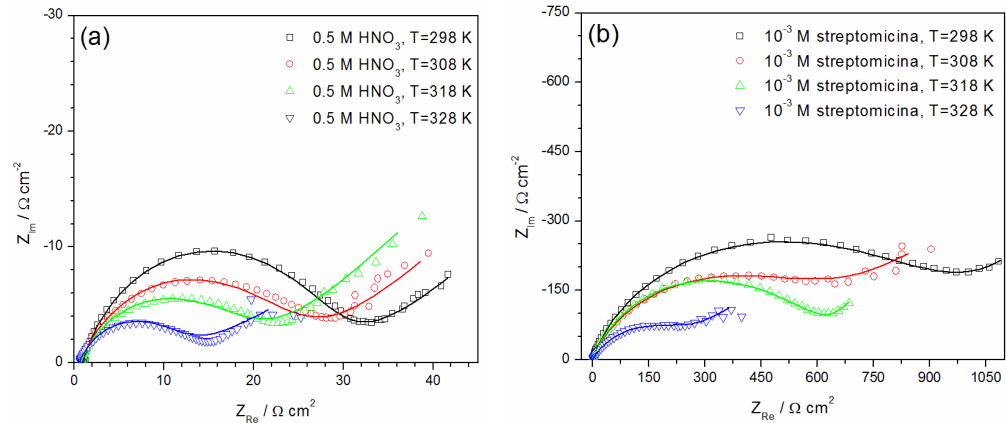 (a)
0.5 M HNO3, T=298 K
0.5 M HNO3, T=308 K
0.5 M HNO3, T=318 K
0.5 M HNO3, T=328 K
-30
-20
-10
0
ZIm / Ω cm-2
0 10 20 30 40
ZRe / Ω cm2
(b)
10-3 M streptomicina, T=298 K
10-3 M streptomicina, T=308 K
10-3 M streptomicina, T=318 K
10-3 M streptomicina, T=328 K
-750
-600
-450
-300
-150
0
ZIm / Ω cm-2
0 150 300 450 600 750 900 1050
ZRe / Ω cm2